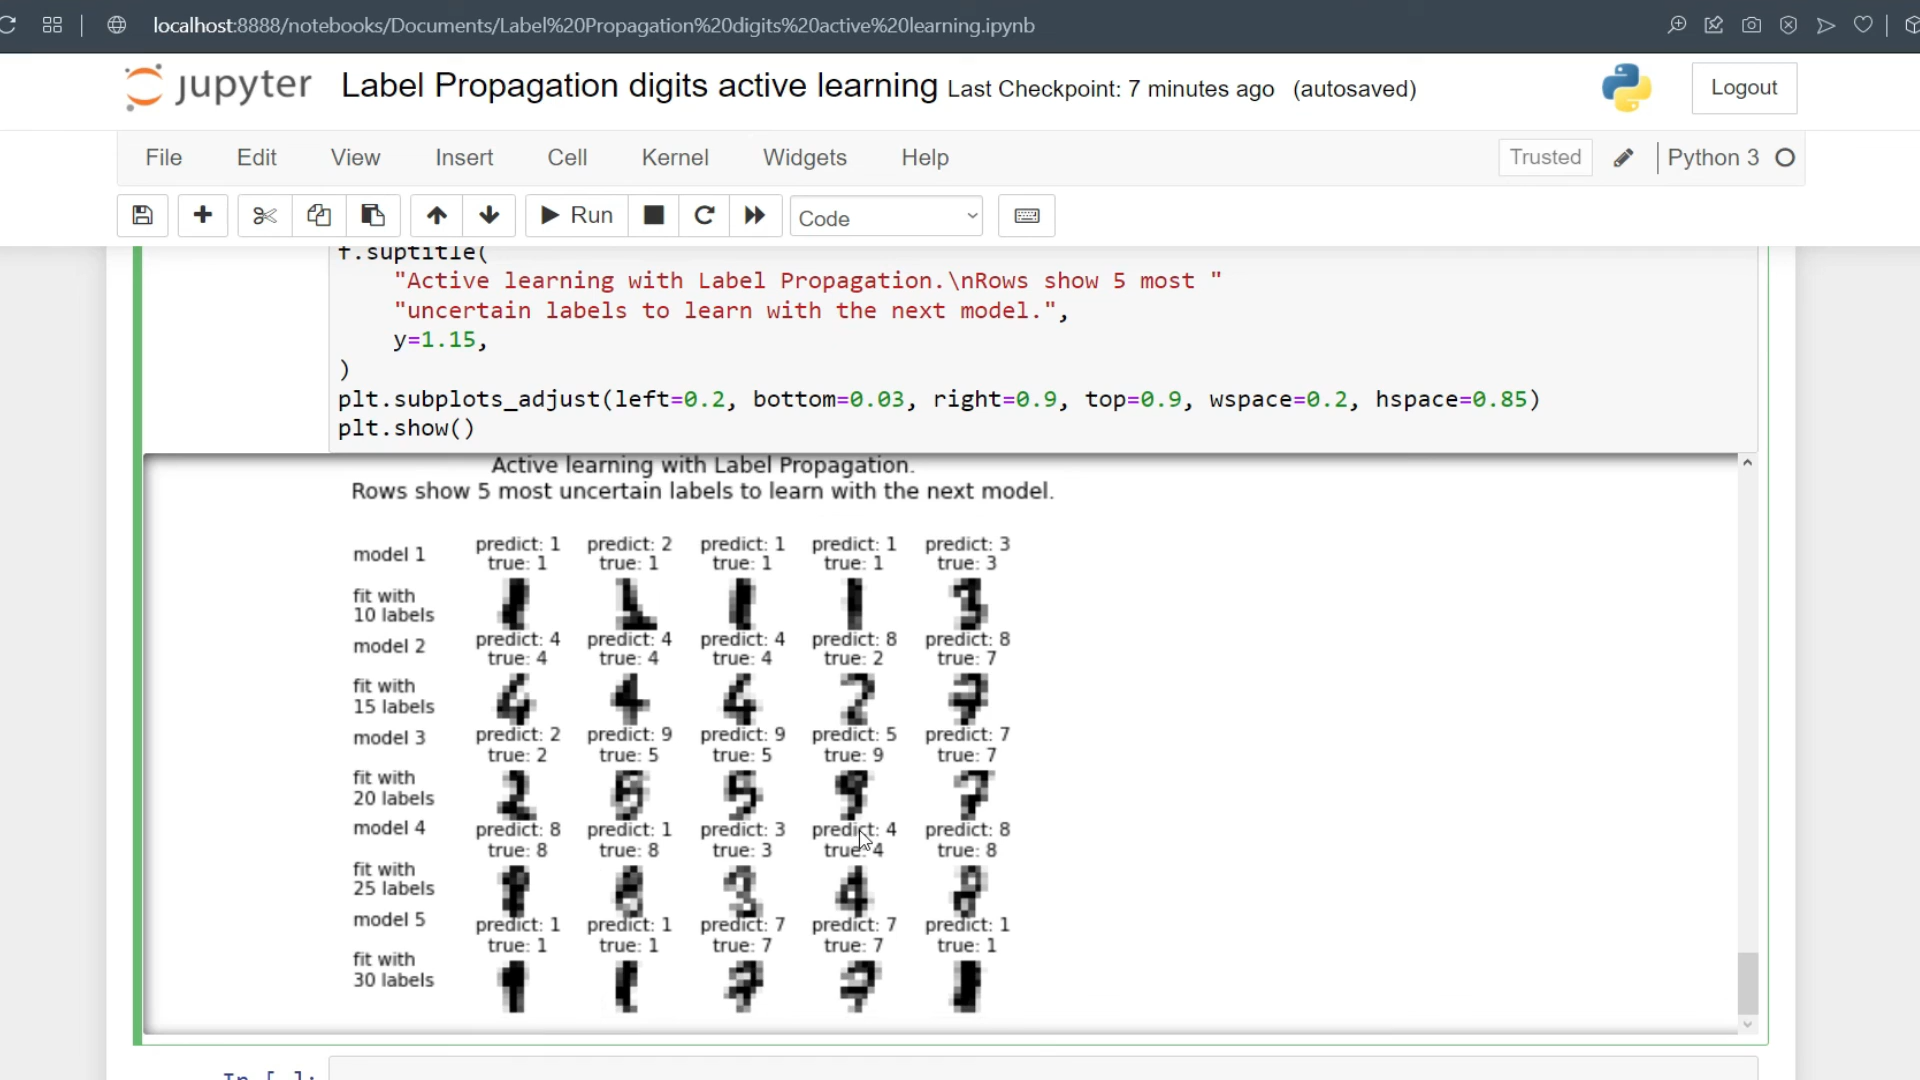 localhost:8888/notebooks/Documents/Label%20Propagation%20digits%20active%20learning.ipynb
jupyter Label Propagation digits active learning Last Checkpoint: 7 minutes ago (autosaved)
Logout
File Edit View Insert Cell Kernel Widgets Help
Trusted Python 3
Run Code
f.suptitle(
"Active learning with Label Propagation.\nRows show 5 most "
"uncertain labels to learn with the next model.",
y=1.15,
)
plt.subplots_adjust(left=0.2, bottom=0.03, right=0.9, top=0.9, wspace=0.2, hspace=0.85)
plt.show()
Active learning with Label Propagation.
Rows show 5 most uncertain labels to learn with the next model.
model 1 predict: 1 predict: 2 predict: 1 predict: 1 predict: 3
true: 1 true: 1 true: 1 true: 1 true: 3
fit with
10 labels
model 2 predict: 4 predict: 4 predict: 4 predict: 8 predict: 8
true: 4 true: 4 true: 4 true: 2 true: 7
fit with
15 labels
model 3 predict: 2 predict: 9 predict: 9 predict: 5 predict: 7
true: 2 true: 5 true: 5 true: 9 true: 7
fit with
20 labels
model 4 predict: 8 predict: 1 predict: 3 predict: 4 predict: 8
true: 8 true: 8 true: 3 true: 4 true: 8
fit with
25 labels
model 5 predict: 1 predict: 1 predict: 7 predict: 7 predict: 1
true: 1 true: 1 true: 7 true: 7 true: 1
fit with
30 labels
In [ ]: